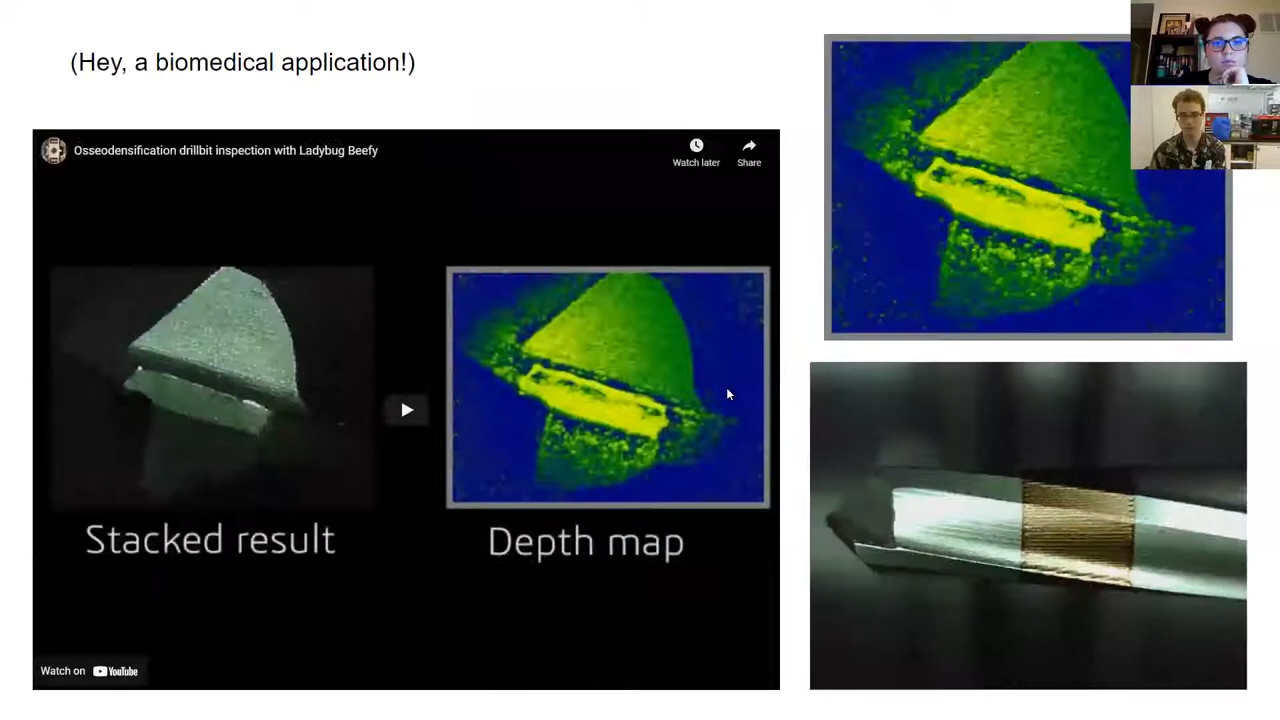 (Hey, a biomedical application!)
Osseodensification drillbit inspection with Ladybug Beefy
Watch later
Share
Stacked result
Depth map
Watch on YouTube